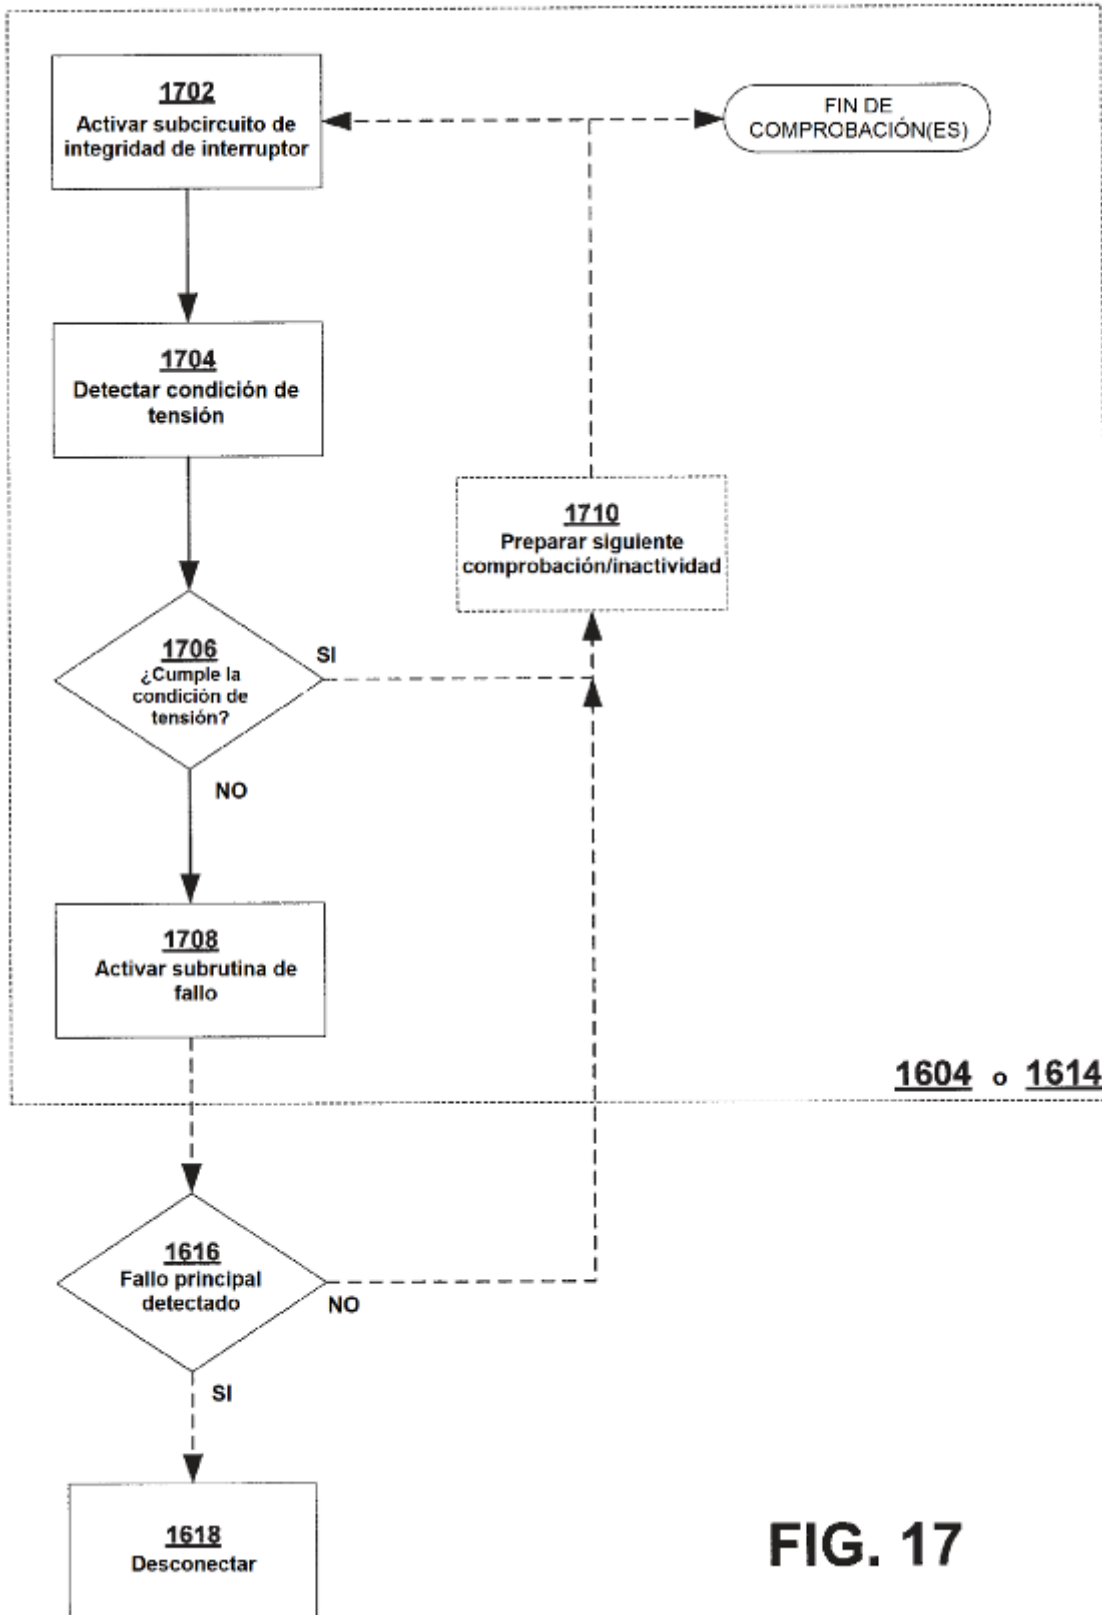 1702
Activar subcircuito de
integridad de interruptor
FIN DE
COMPROBACIÓN(ES)
1704
Detectar condición de
tensión
1710
Preparar siguiente
comprobación/inactividad
1706
¿Cumple la
condición de
tensión?
SI
NO
1708
Activar subrutina de
fallo
1604 o 1614
1616
Fallo principal
detectado
NO
SI
1618
Desconectar
FIG. 17